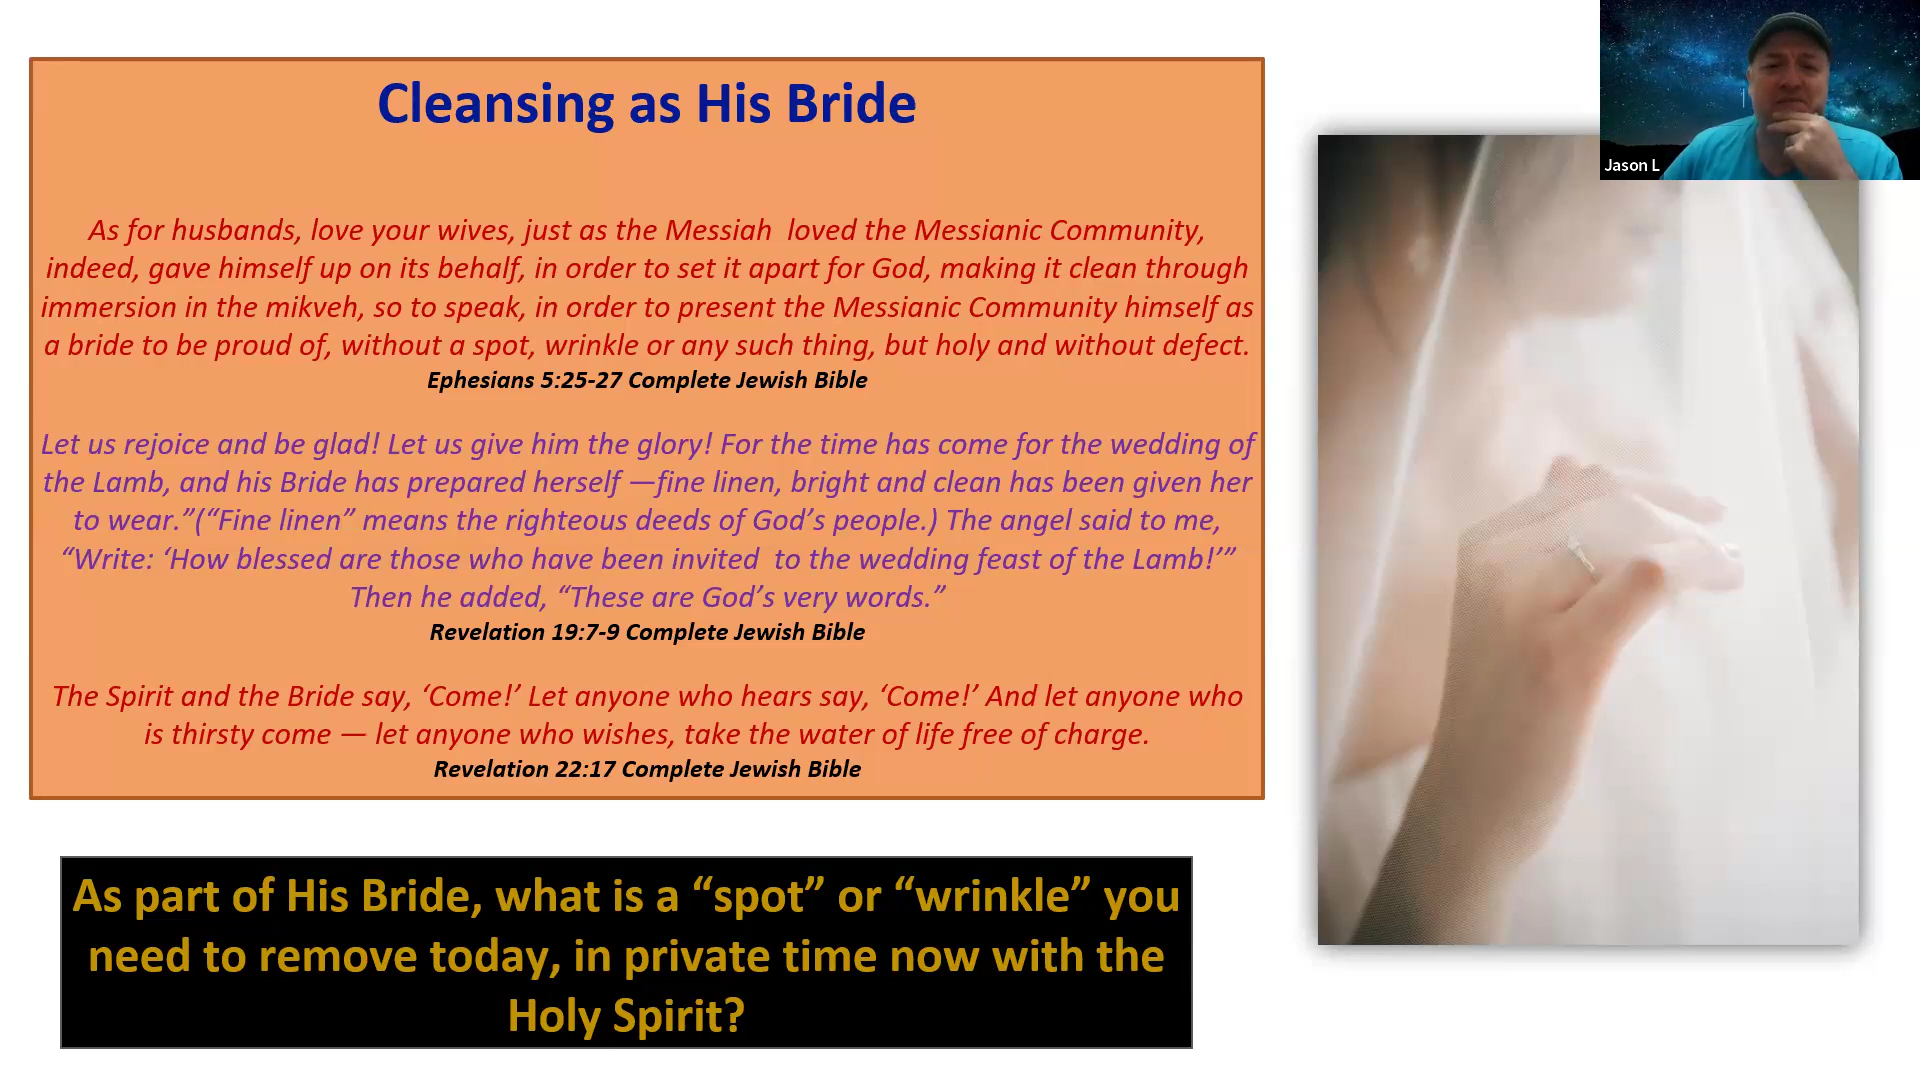 Cleansing as His Bride
As for husbands, love your wives, just as the Messiah  loved the Messianic Community,
indeed, gave himself up on its behalf, in order to set it apart for God, making it clean through
immersion in the mikveh, so to speak, in order to present the Messianic Community himself as
a bride to be proud of, without a spot, wrinkle or any such thing, but holy and without defect.
Ephesians 5:25-27 Complete Jewish Bible
Let us rejoice and be glad! Let us give him the glory! For the time has come for the wedding of
the Lamb, and his Bride has prepared herself —fine linen, bright and clean has been given her
to wear.”(“Fine linen” means the righteous deeds of God’s people.) The angel said to me,
“Write: ‘How blessed are those who have been invited  to the wedding feast of the Lamb!’”
Then he added, “These are God’s very words.”
Revelation 19:7-9 Complete Jewish Bible
The Spirit and the Bride say, ‘Come!’ Let anyone who hears say, ‘Come!’ And let anyone who
is thirsty come — let anyone who wishes, take the water of life free of charge.
Revelation 22:17 Complete Jewish Bible
As part of His Bride, what is a “spot” or “wrinkle” you
need to remove today, in private time now with the
Holy Spirit?
Jason L